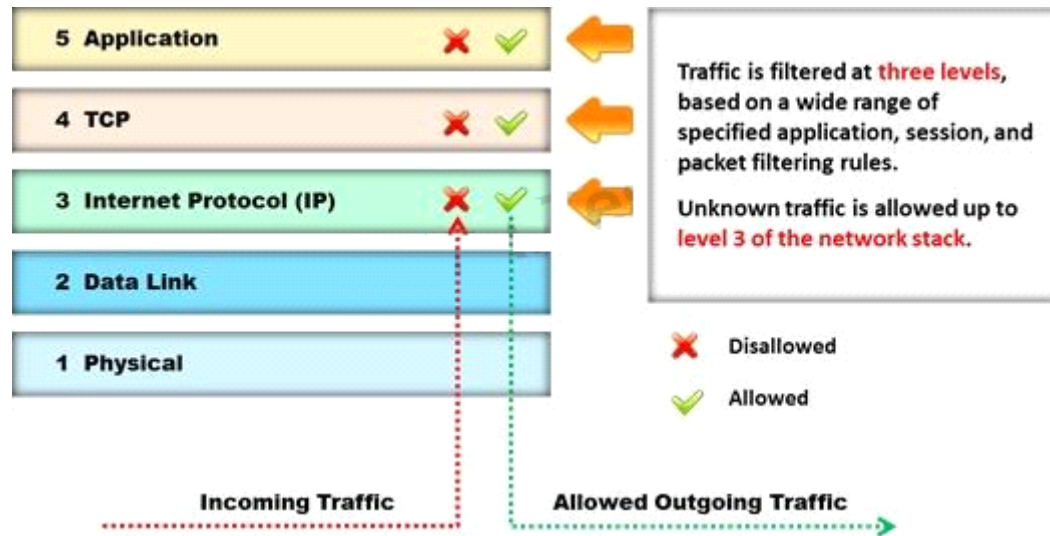 5 Application
Traffic is filtered at three levels,
based on a wide range of
specified application, session, and
packet filtering rules.
4 TCP
3 Internet Protocol (IP)
Unknown traffic is allowed up to
level 3 of the network stack.
2 Data Link
1 Physical
Disallowed
Allowed
Incoming Traffic
Allowed Outgoing Traffic